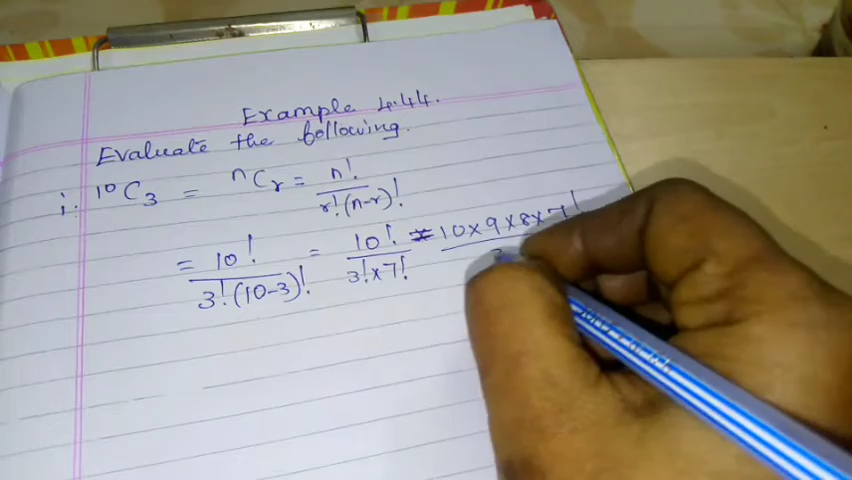 Example 4.44.
Evaluate the following.
i. ¹⁰C₃ = ⁿCᵣ = n! / r!(n-r)!
= 10! / 3!(10-3)! = 10! / 3!×7! = 10×9×8×7! / 3